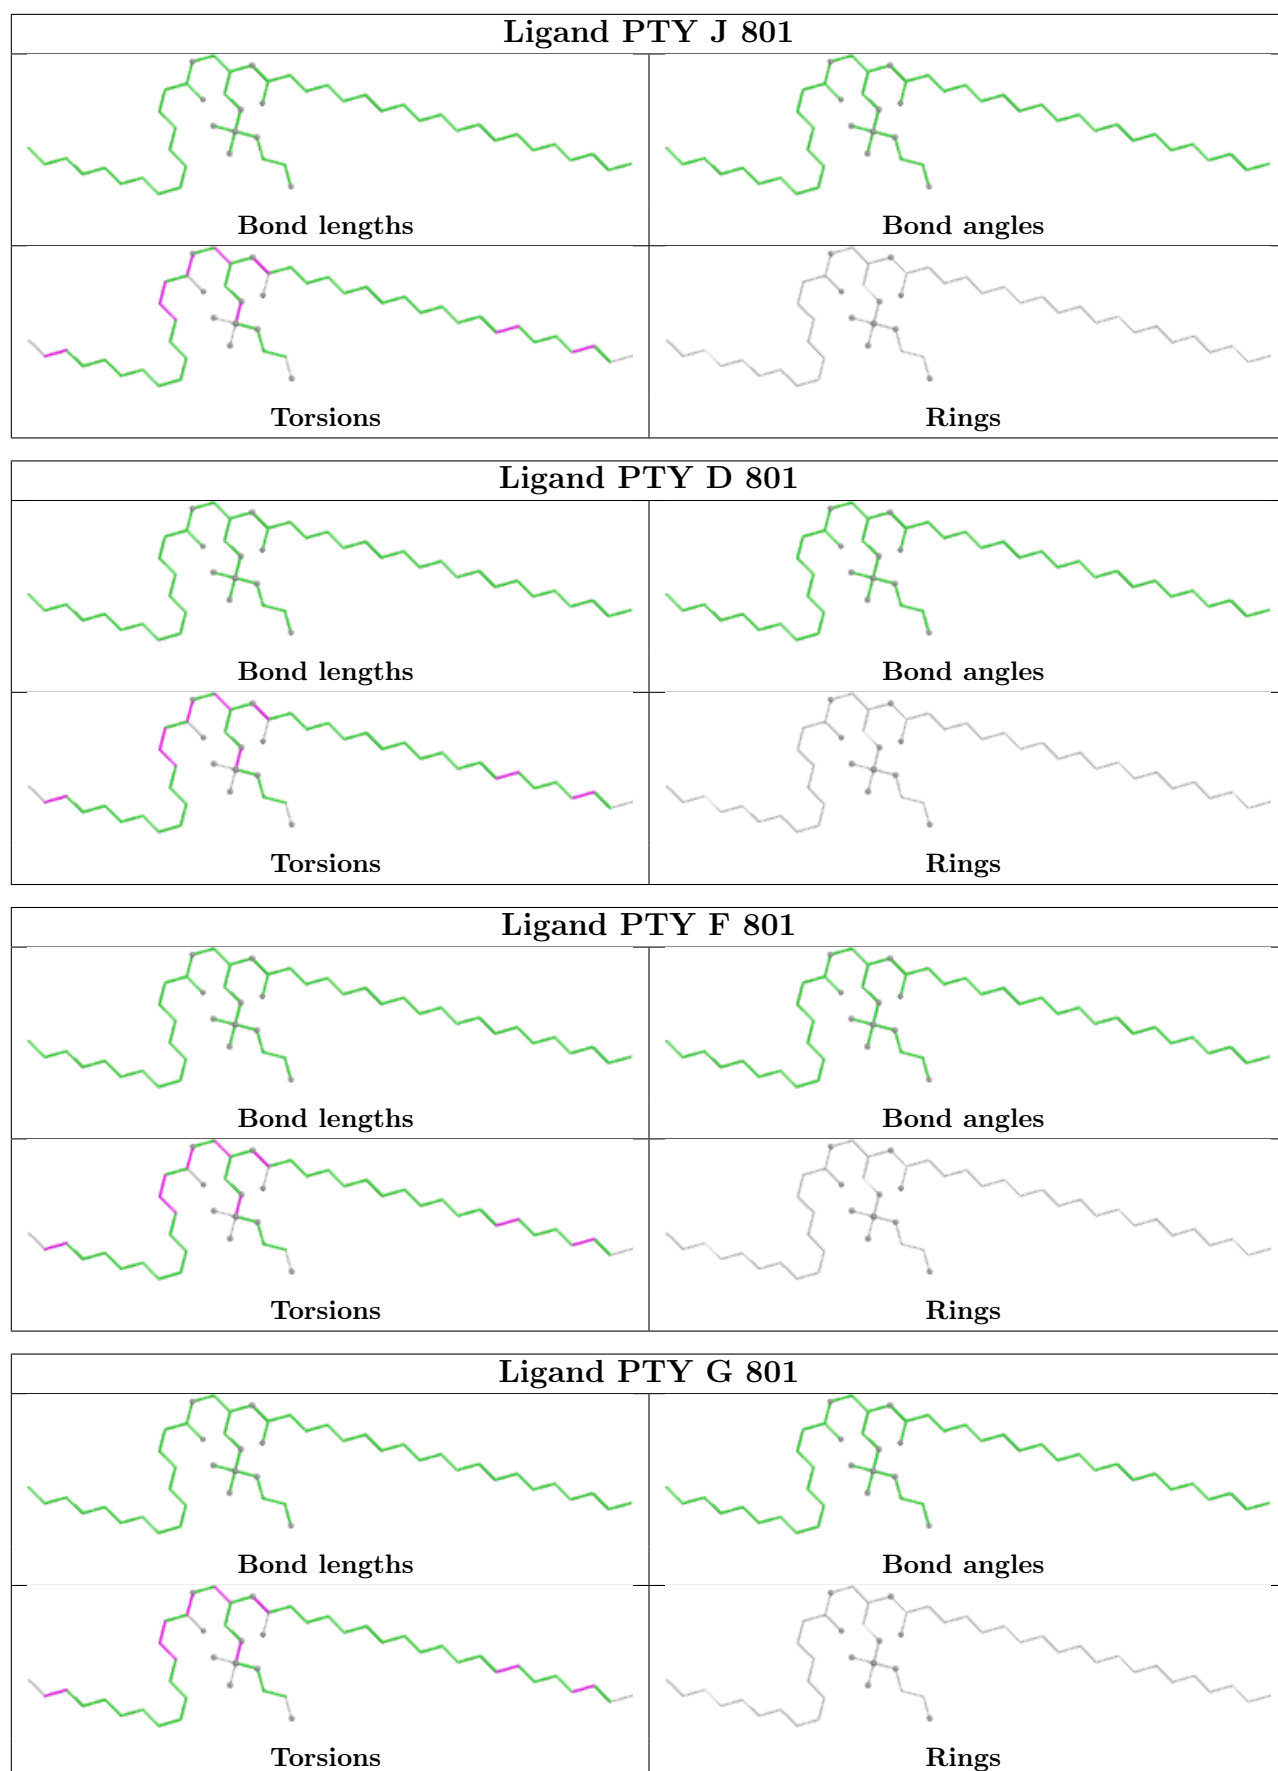 Ligand PTY J 801
Bond lengths
Bond angles
Torsions
Rings
Ligand PTY D 801
Bond lengths
Bond angles
Torsions
Rings
Ligand PTY F 801
Bond lengths
Bond angles
Torsions
Rings
Ligand PTY G 801
Bond lengths
Bond angles
Torsions
Rings